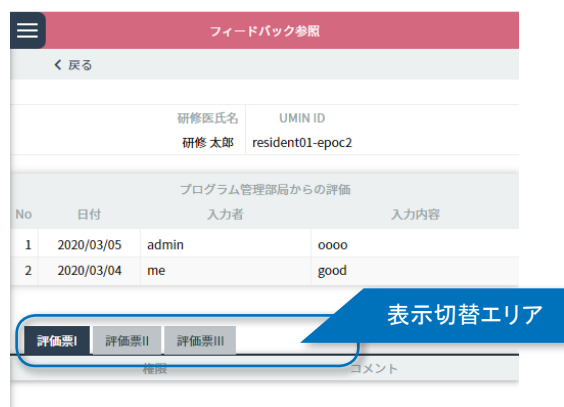 フィードバック参照
戻る
研修医氏名 UMIN ID
研修 太郎 resident01-epoc2
プログラム管理部局からの評価
No 日付 入力者 入力内容
1 2020/03/05 admin oooo
2 2020/03/04 me good
表示切替エリア
評価票I 評価票II 評価票III
権限 コメント